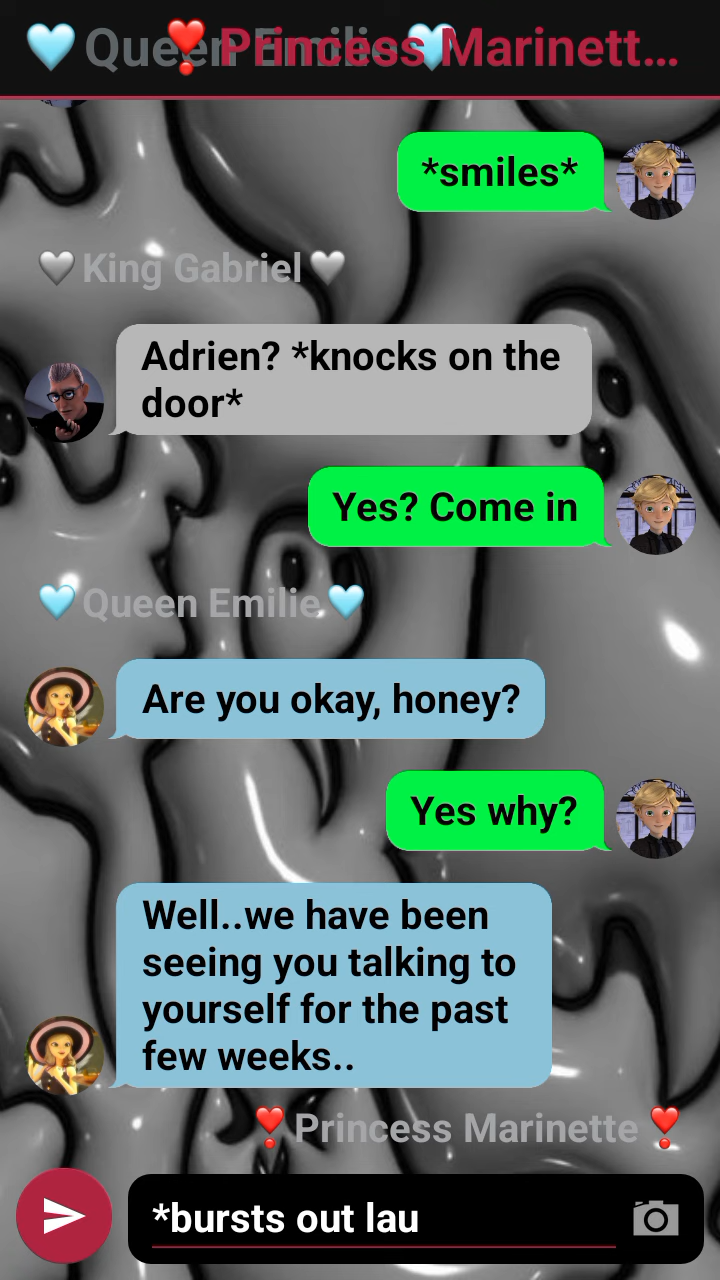 🩵Queen Emilie🩵
❣️Princess Marinett...
*smiles*
🤍King Gabriel🤍
Adrien? *knocks on the
door*
Yes? Come in
🩵Queen Emilie🩵
Are you okay, honey?
Yes why?
Well..we have been
seeing you talking to
yourself for the past
few weeks..
❣️Princess Marinette❣️
*bursts out lau